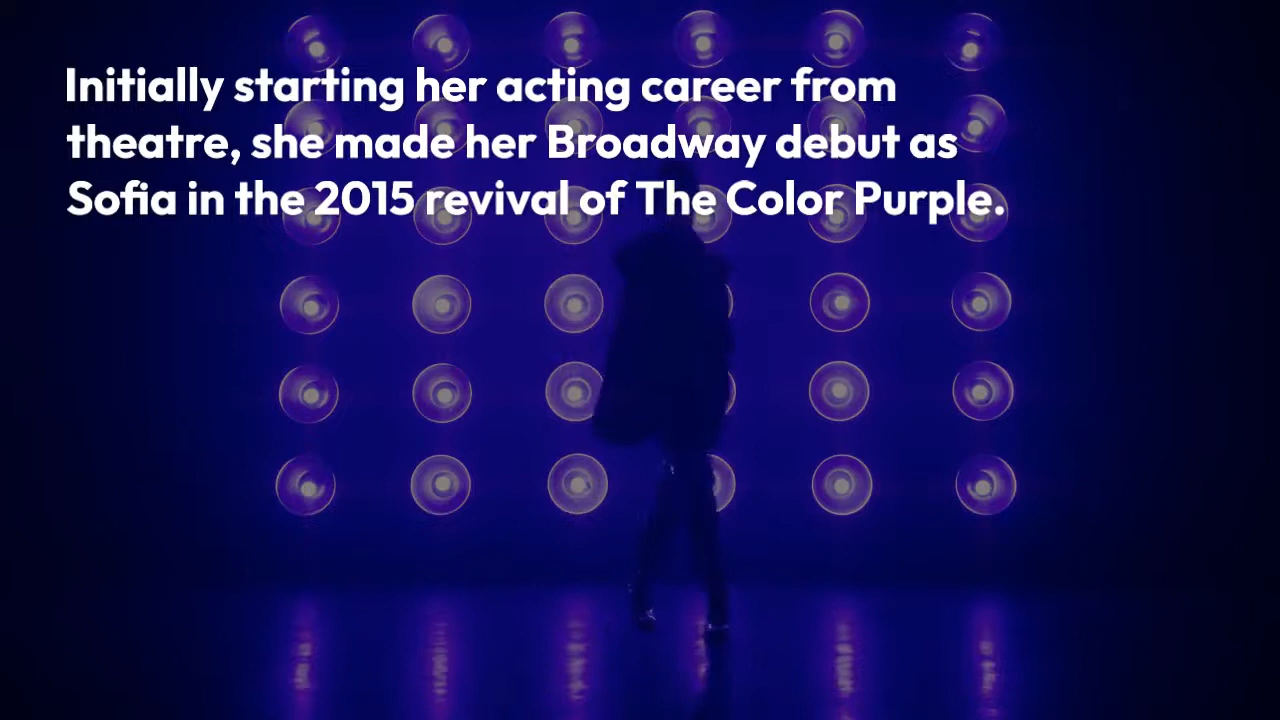 Initially starting her acting career from
theatre, she made her Broadway debut as
Sofia in the 2015 revival of The Color Purple.